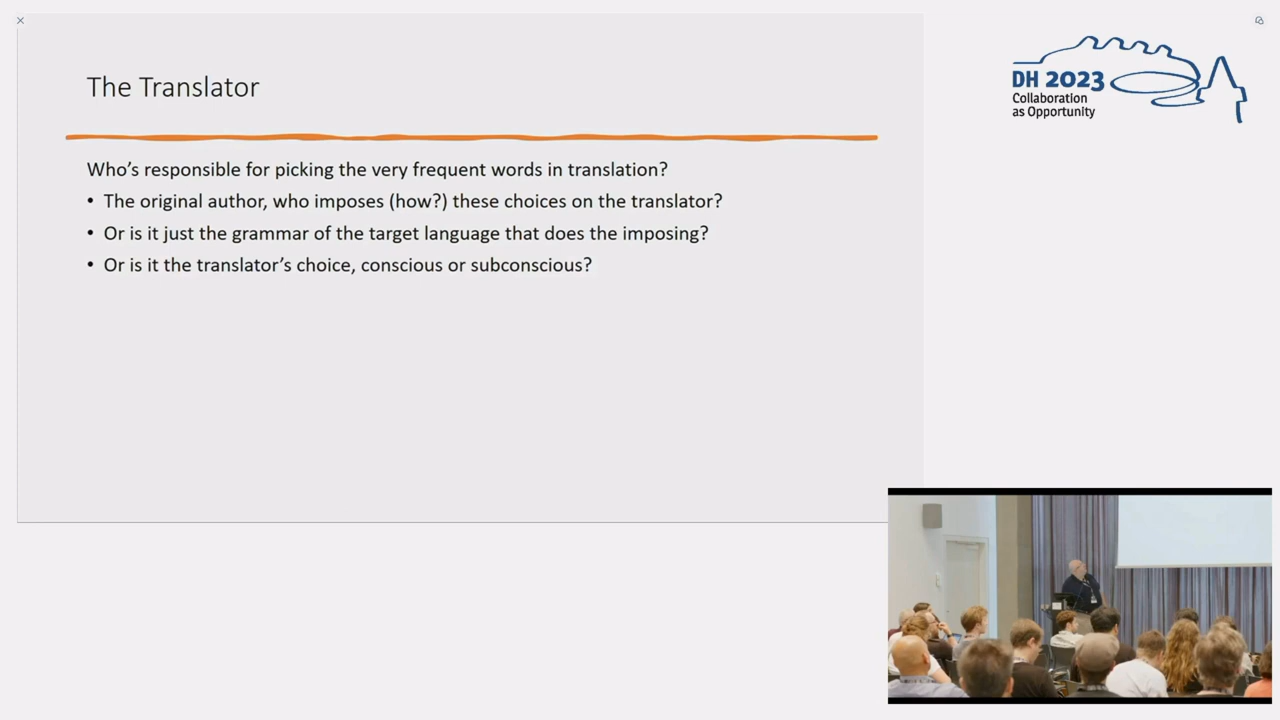 The Translator
Who's responsible for picking the very frequent words in translation?
• The original author, who imposes (how?) these choices on the translator?
• Or is it just the grammar of the target language that does the imposing?
• Or is it the translator's choice, conscious or subconscious?
DH 2023
Collaboration
as Opportunity